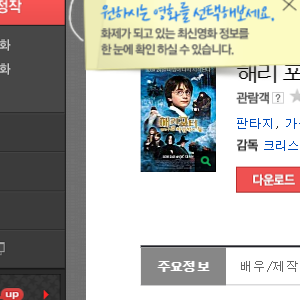 정작
화
화
원하시는 영화를 선택해보세요.
화제가 되고 있는 최신영화 정보를
한 눈에 확인 하실 수 있습니다.
해리 포
관람객 ?
판타지, 가
감독 크리스
다운로드
주요정보
배우/제작
up